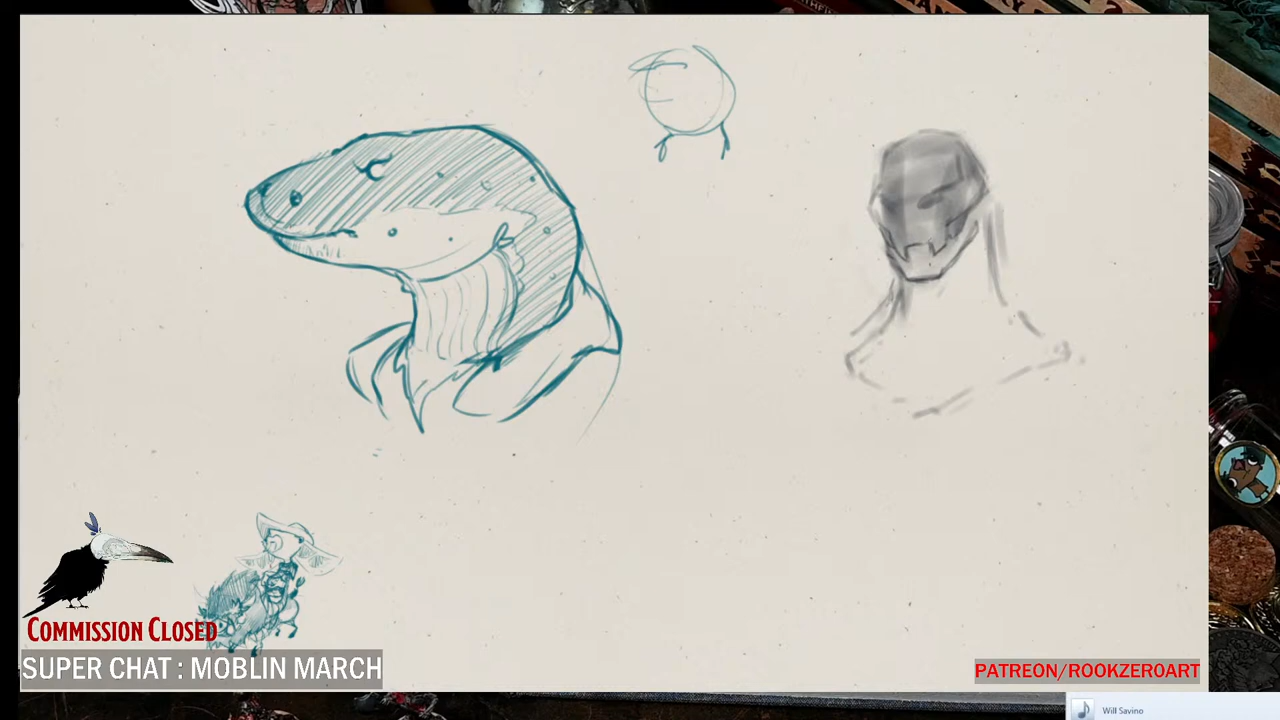 COMMISSION CLOSED
SUPER CHAT : MOBLIN MARCH
PATREON/ROOKZEROART
Will Savino